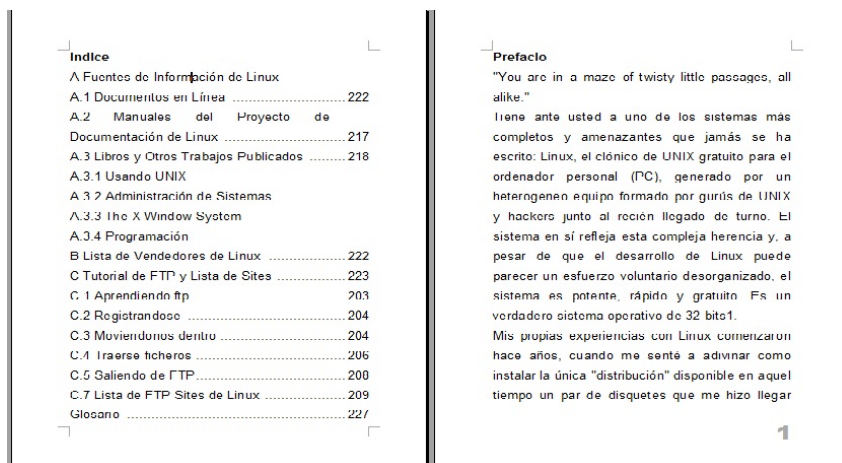 Indice
A Fuentes de Información de Linux
A.1 Documentos en Línea ........................ 222
A.2 Manuales del Proyecto de
Documentación de Linux ........................ 217
A.3 Libros y Otros Trabajos Publicados ......... 218
A.3.1 Usando UNIX
A.3.2 Administración de Sistemas
A.3.3 The X Window System
A.3.4 Programación
B Lista de Vendedores de Linux ................. 222
C Tutorial de FTP y Lista de Sites ............. 223
C.1 Aprendiendo ftp 203
C.2 Registrandose .............................. 204
C.3 Moviendonos dentro ......................... 204
C.4 Traerse ficheros ........................... 206
C.5 Saliendo de FTP............................. 208
C.7 Lista de FTP Sites de Linux ................ 209
Glosario ....................................... 227
Prefacio
"You are in a maze of twisty little passages, all
alike."
Tiene ante usted a uno de los sistemas más
completos y amenazantes que jamás se ha
escrito: Linux, el clónico de UNIX gratuito para el
ordenador personal (PC), generado por un
heterogeneo equipo formado por gurús de UNIX
y hackers junto al recién llegado de turno. El
sistema en sí refleja esta compleja herencia y, a
pesar de que el desarrollo de Linux puede
parecer un esfuerzo voluntario desorganizado, el
sistema es potente, rápido y gratuito. Es un
verdadero sistema operativo de 32 bits1.
Mis propias experiencias con Linux comenzaron
hace años, cuando me senté a adivinar como
instalar la única "distribución" disponible en aquel
tiempo un par de disquetes que me hizo llegar
1